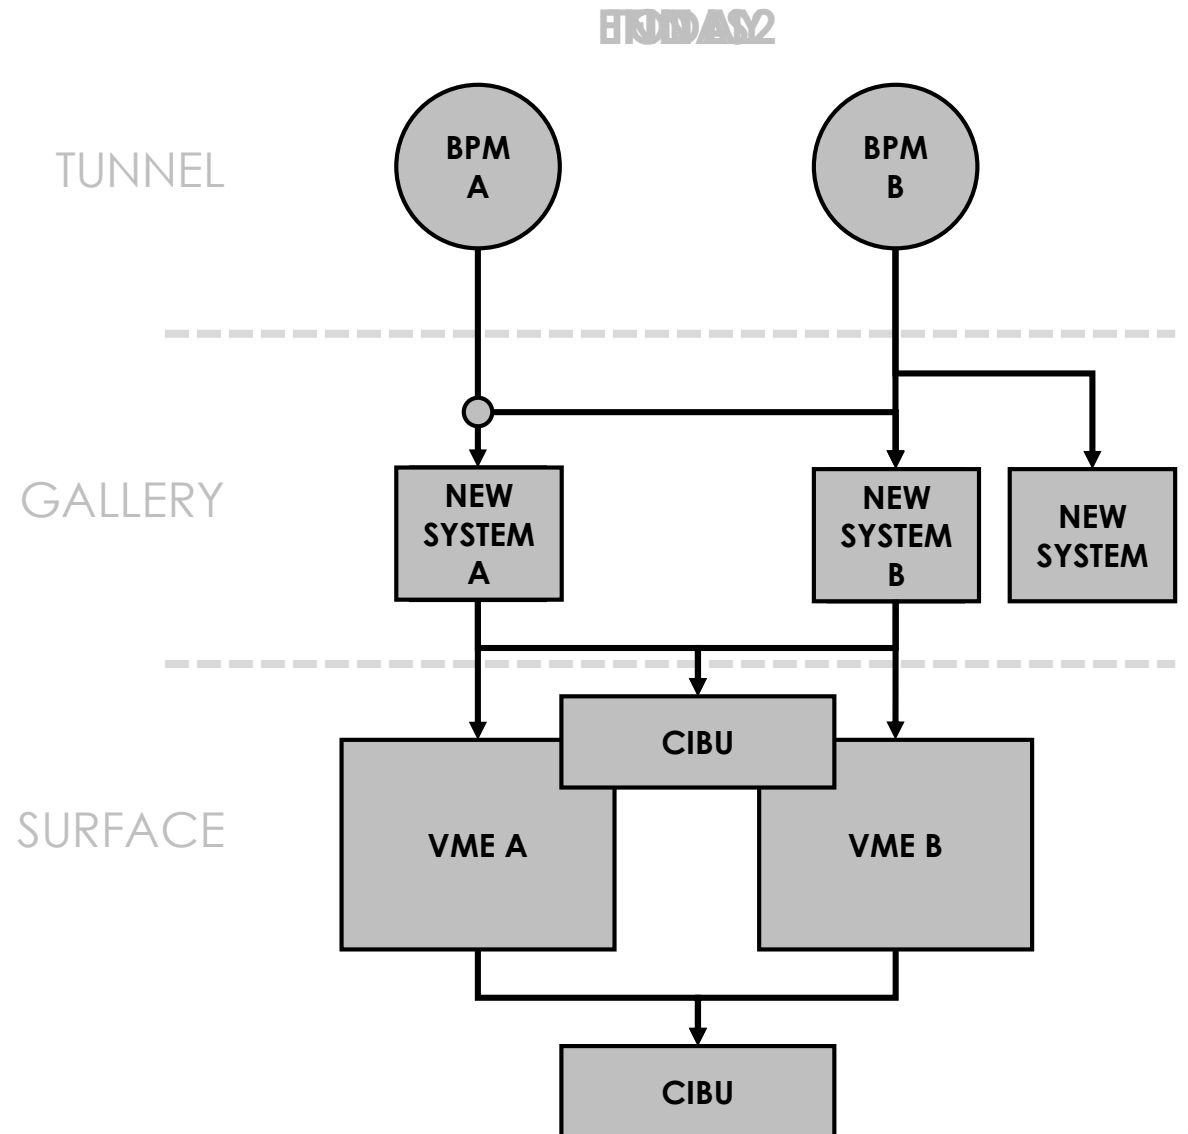 BPM
A
BPM
B
TUNNEL
NEW
SYSTEM
A
NEW
SYSTEM
B
NEW
SYSTEM
GALLERY
CIBU
VME A
VME B
SURFACE
CIBU